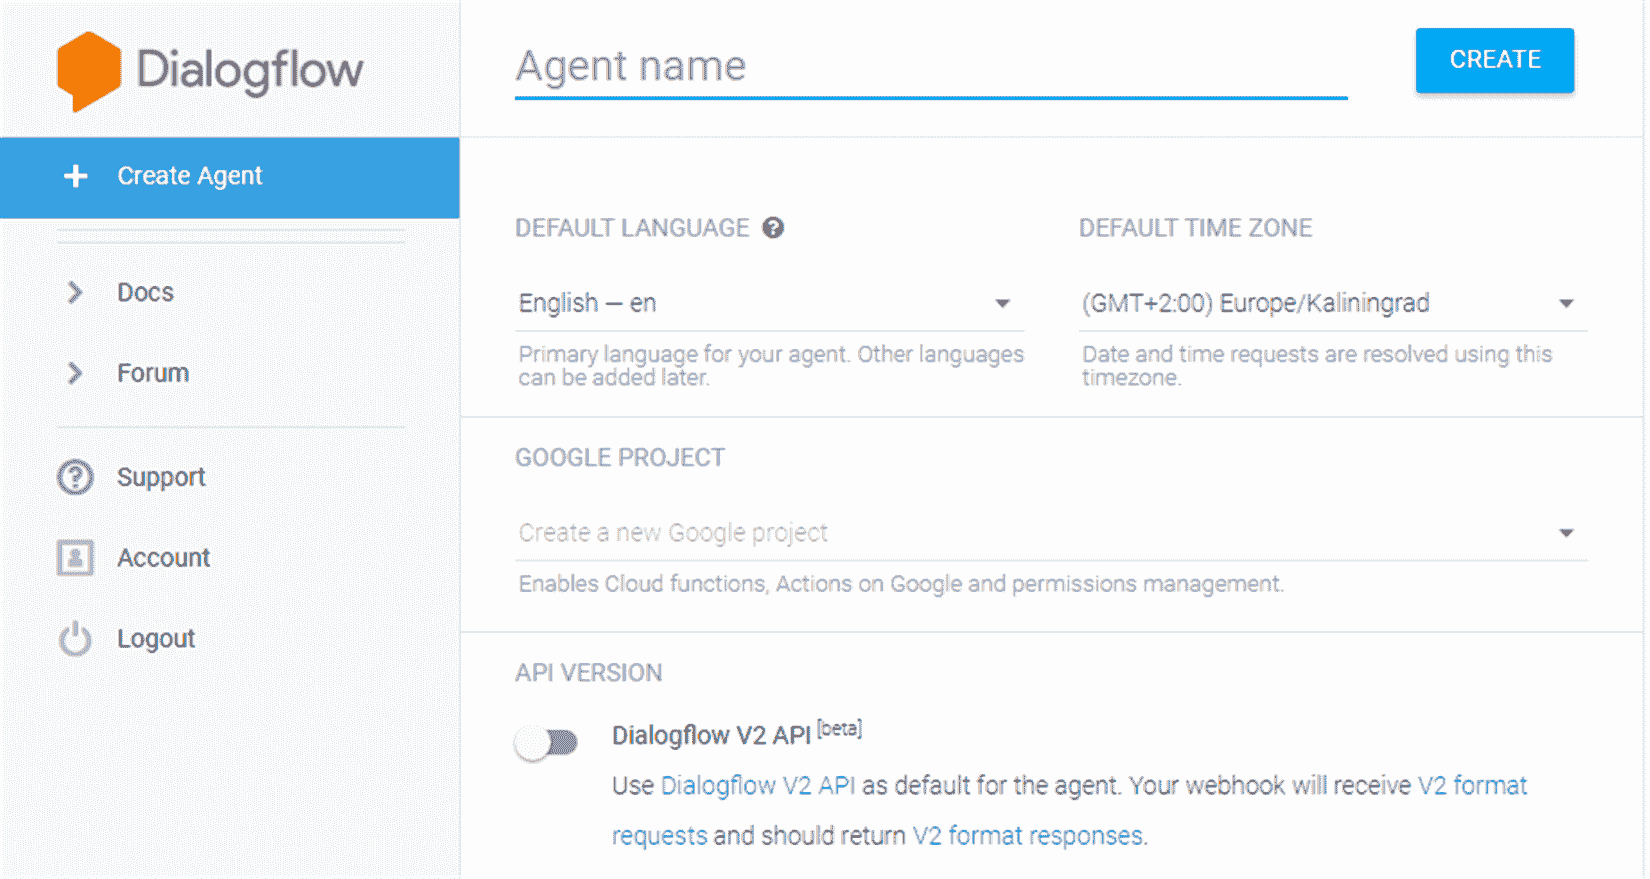 Dialogflow
Agent name
CREATE
Create Agent
Docs
Forum
Support
Account
Logout
DEFAULT LANGUAGE
English — en
Primary language for your agent. Other languages
can be added later.
DEFAULT TIME ZONE
(GMT+2:00) Europe/Kaliningrad
Date and time requests are resolved using this
timezone.
GOOGLE PROJECT
Create a new Google project
Enables Cloud functions, Actions on Google and permissions management.
API VERSION
Dialogflow V2 API [beta]
Use Dialogflow V2 API as default for the agent. Your webhook will receive V2 format
requests and should return V2 format responses.